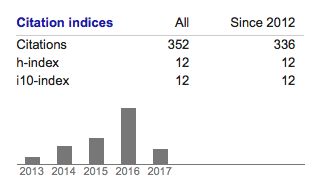 Citation indices All Since 2012
Citations 352 336
h-index 12 12
i10-index 12 12
2013 2014 2015 2016 2017